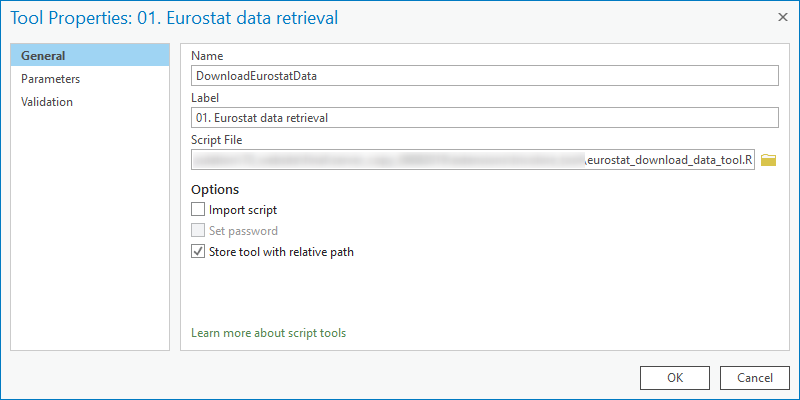 Tool Properties: 01. Eurostat data retrieval
General
Parameters
Validation
Name
DownloadEurostatData
Label
01. Eurostat data retrieval
Script File
\eurostat_download_data_tool.R
Options
Import script
Set password
Store tool with relative path
Learn more about script tools
OK
Cancel